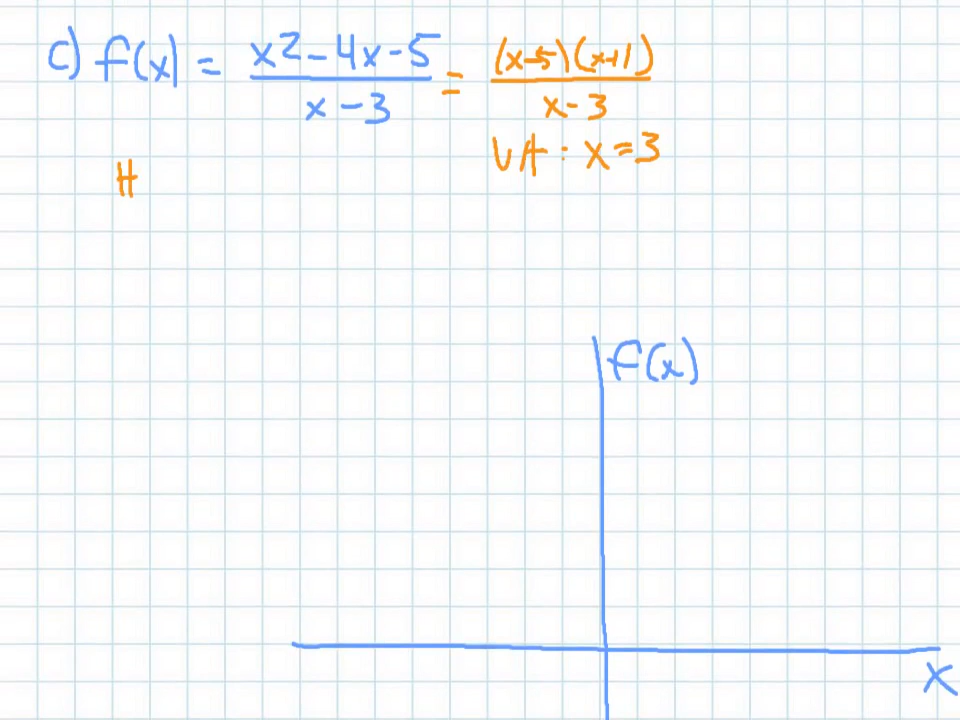 c) f(x) = x2-4x-5 / x-3 = (x-5)(x+1) / x-3
VA: x=3
H
f(x)
x